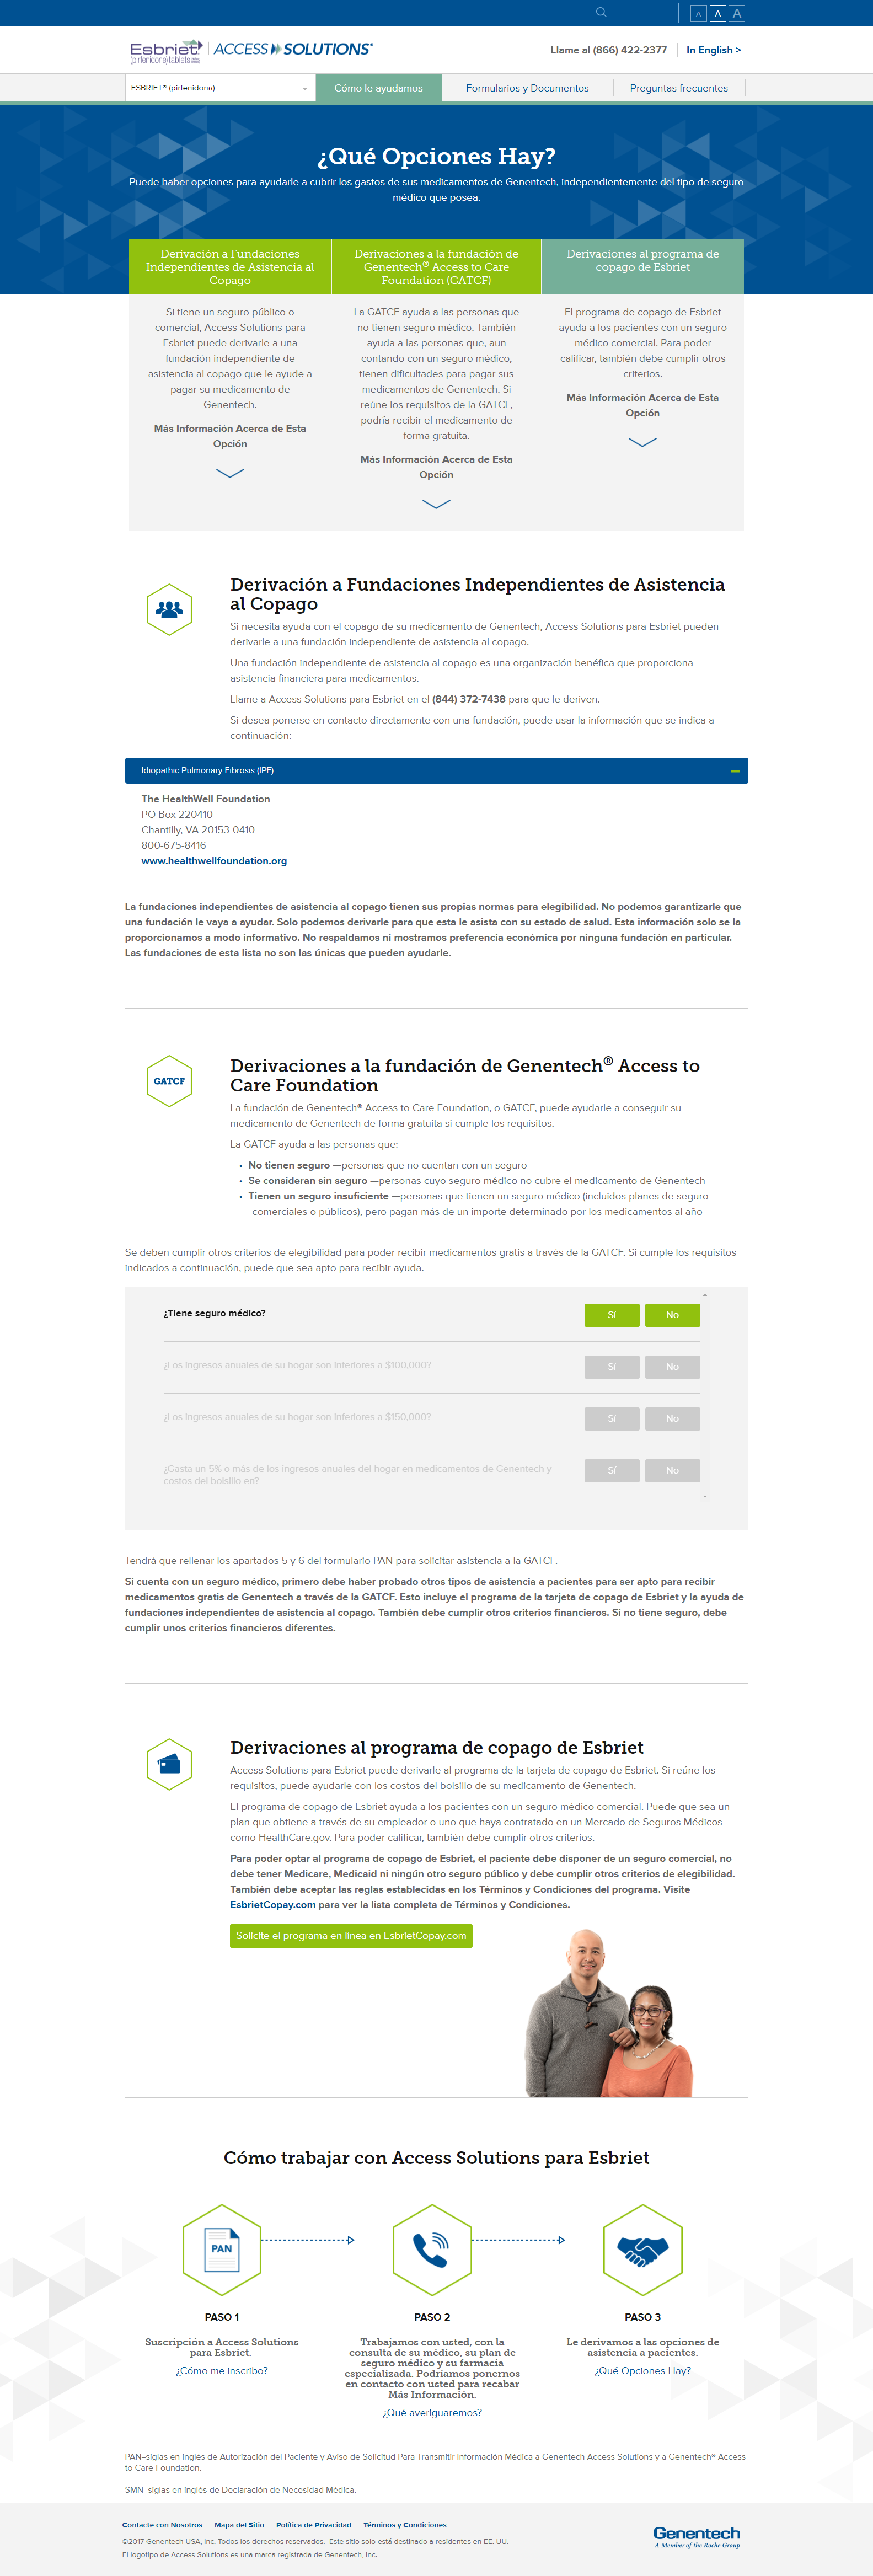 A A A
Esbriet
(pirfenidone) tablets
ACCESS SOLUTIONS®
Llame al (866) 422-2377
In English >
ESBRIET® (pirfenidona)
Cómo le ayudamos
Formularios y Documentos
Preguntas frecuentes
¿Qué Opciones Hay?
Puede haber opciones para ayudarle a cubrir los gastos de sus medicamentos de Genentech, independientemente del tipo de seguro
médico que posea.
Derivación a Fundaciones
Independientes de Asistencia al
Copago
Si tiene un seguro público o
comercial, Access Solutions para
Esbriet puede derivarle a una
fundación independiente de
asistencia al copago que le ayude a
pagar su medicamento de
Genentech.
Más Información Acerca de Esta
Opción
Derivaciones a la fundación de
Genentech® Access to Care
Foundation (GATCF)
La GATCF ayuda a las personas que
no tienen seguro médico. También
ayuda a las personas que, aun
contando con un seguro médico,
tienen dificultades para pagar sus
medicamentos de Genentech. Si
reúne los requisitos de la GATCF,
podría recibir el medicamento de
forma gratuita.
Más Información Acerca de Esta
Opción
Derivaciones al programa de
copago de Esbriet
El programa de copago de Esbriet
ayuda a los pacientes con un seguro
médico comercial. Para poder
calificar, también debe cumplir otros
criterios.
Más Información Acerca de Esta
Opción
Derivación a Fundaciones Independientes de Asistencia
al Copago
Si necesita ayuda con el copago de su medicamento de Genentech, Access Solutions para Esbriet pueden
derivarle a una fundación independiente de asistencia al copago.
Una fundación independiente de asistencia al copago es una organización benéfica que proporciona
asistencia financiera para medicamentos.
Llame a Access Solutions para Esbriet en el (844) 372-7438 para que le deriven.
Si desea ponerse en contacto directamente con una fundación, puede usar la información que se indica a
continuación:
Idiopathic Pulmonary Fibrosis (IPF)
The HealthWell Foundation
PO Box 220410
Chantilly, VA 20153-0410
800-675-8416
www.healthwellfoundation.org
La fundaciones independientes de asistencia al copago tienen sus propias normas para elegibilidad. No podemos garantizarle que
una fundación le vaya a ayudar. Solo podemos derivarle para que esta le asista con su estado de salud. Esta información solo se la
proporcionamos a modo informativo. No respaldamos ni mostramos preferencia económica por ninguna fundación en particular.
Las fundaciones de esta lista no son las únicas que pueden ayudarle.
GATCF
Derivaciones a la fundación de Genentech® Access to
Care Foundation
La fundación de Genentech® Access to Care Foundation, o GATCF, puede ayudarle a conseguir su
medicamento de Genentech de forma gratuita si cumple los requisitos.
La GATCF ayuda a las personas que:
• No tienen seguro —personas que no cuentan con un seguro
• Se consideran sin seguro —personas cuyo seguro médico no cubre el medicamento de Genentech
• Tienen un seguro insuficiente —personas que tienen un seguro médico (incluidos planes de seguro
comerciales o públicos), pero pagan más de un importe determinado por los medicamentos al año
Se deben cumplir otros criterios de elegibilidad para poder recibir medicamentos gratis a través de la GATCF. Si cumple los requisitos
indicados a continuación, puede que sea apto para recibir ayuda.
¿Tiene seguro médico?
Sí No
¿Los ingresos anuales de su hogar son inferiores a $100,000?
Sí No
¿Los ingresos anuales de su hogar son inferiores a $150,000?
Sí No
¿Gasta un 5% o más de los ingresos anuales del hogar en medicamentos de Genentech y
costos del bolsillo en?
Sí No
Tendrá que rellenar los apartados 5 y 6 del formulario PAN para solicitar asistencia a la GATCF.
Si cuenta con un seguro médico, primero debe haber probado otros tipos de asistencia a pacientes para ser apto para recibir
medicamentos gratis de Genentech a través de la GATCF. Esto incluye el programa de la tarjeta de copago de Esbriet y la ayuda de
fundaciones independientes de asistencia al copago. También debe cumplir otros criterios financieros. Si no tiene seguro, debe
cumplir unos criterios financieros diferentes.
Derivaciones al programa de copago de Esbriet
Access Solutions para Esbriet puede derivarle al programa de la tarjeta de copago de Esbriet. Si reúne los
requisitos, puede ayudarle con los costos del bolsillo de su medicamento de Genentech.
El programa de copago de Esbriet ayuda a los pacientes con un seguro médico comercial. Puede que sea un
plan que obtiene a través de su empleador o uno que haya contratado en un Mercado de Seguros Médicos
como HealthCare.gov. Para poder calificar, también debe cumplir otros criterios.
Para poder optar al programa de copago de Esbriet, el paciente debe disponer de un seguro comercial, no
debe tener Medicare, Medicaid ni ningún otro seguro público y debe cumplir otros criterios de elegibilidad.
También debe aceptar las reglas establecidas en los Términos y Condiciones del programa. Visite
EsbrietCopay.com para ver la lista completa de Términos y Condiciones.
Solicite el programa en línea en EsbrietCopay.com
Cómo trabajar con Access Solutions para Esbriet
PAN
PASO 1
Suscripción a Access Solutions
para Esbriet.
¿Cómo me inscribo?
PASO 2
Trabajamos con usted, con la
consulta de su médico, su plan de
seguro médico y su farmacia
especializada. Podríamos ponernos
en contacto con usted para recabar
Más Información.
¿Qué averiguaremos?
PASO 3
Le derivamos a las opciones de
asistencia a pacientes.
¿Qué Opciones Hay?
PAN=siglas en inglés de Autorización del Paciente y Aviso de Solicitud Para Transmitir Información Médica a Genentech Access Solutions y a Genentech® Access
to Care Foundation.
SMN=siglas en inglés de Declaración de Necesidad Médica.
Contacte con Nosotros
Mapa del Sitio
Política de Privacidad
Términos y Condiciones
©2017 Genentech USA, Inc. Todos los derechos reservados. Este sitio solo está destinado a residentes en EE. UU.
El logotipo de Access Solutions es una marca registrada de Genentech, Inc.
Genentech
A Member of the Roche Group